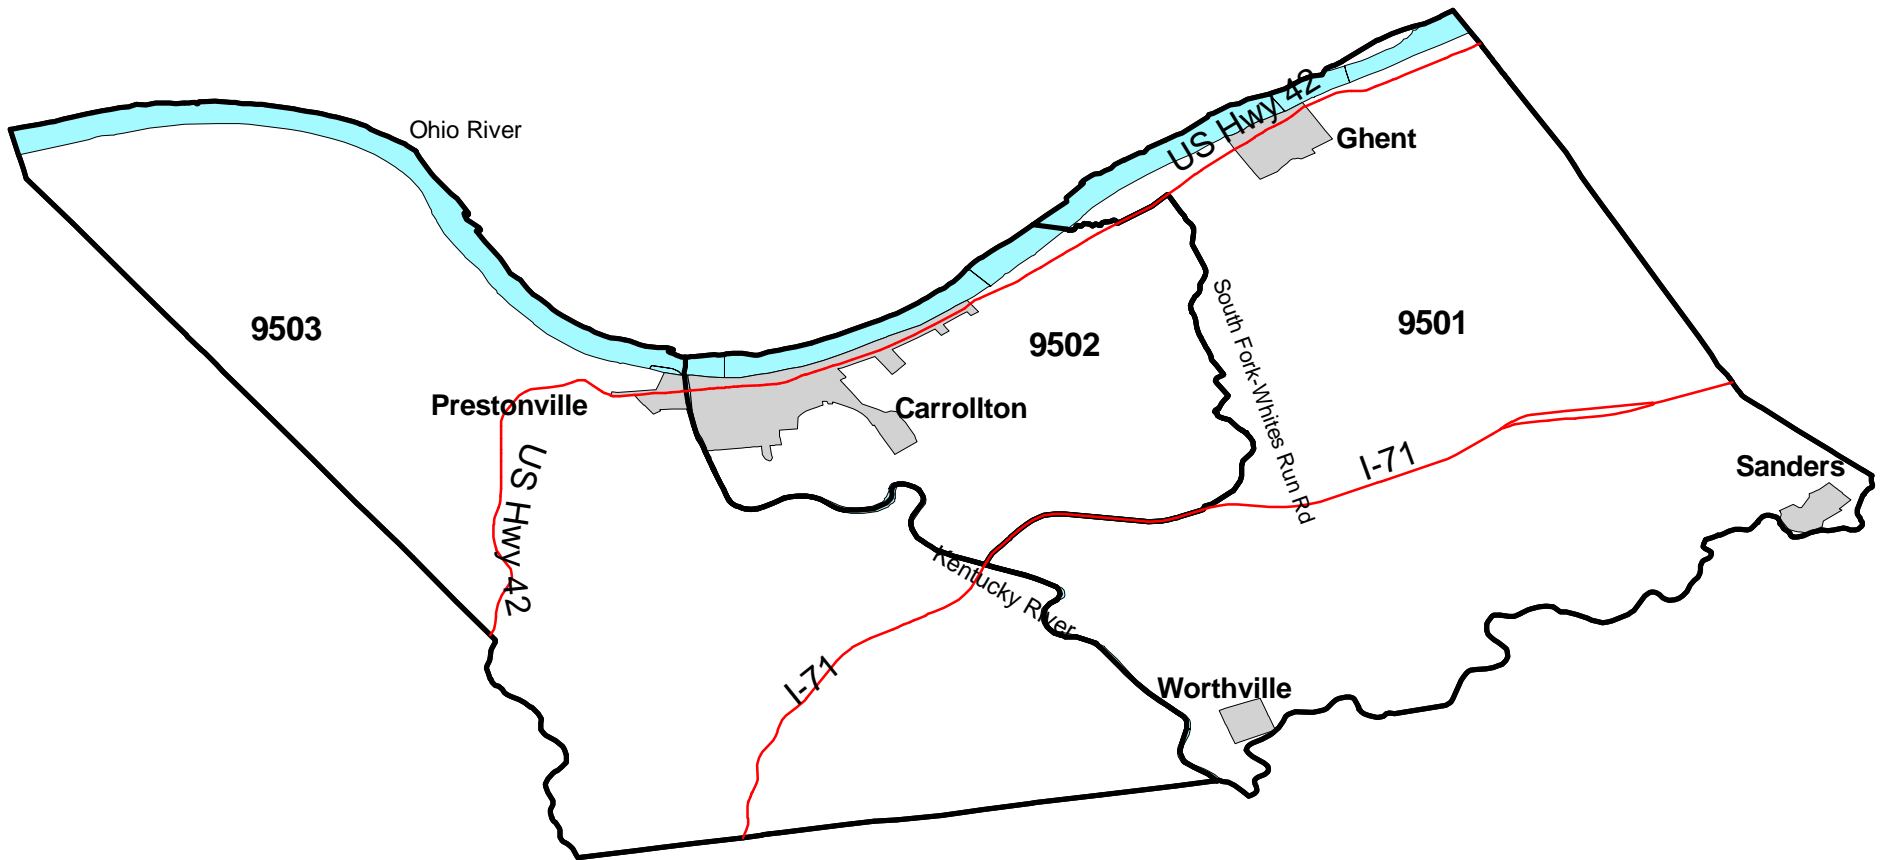 Ohio River
US Hwy 42
Ghent
9503
9502
9501
South Fork-Whites Run Rd
Prestonville
Carrollton
US Hwy 42
I-71
Sanders
Kentucky River
I-71
Worthville